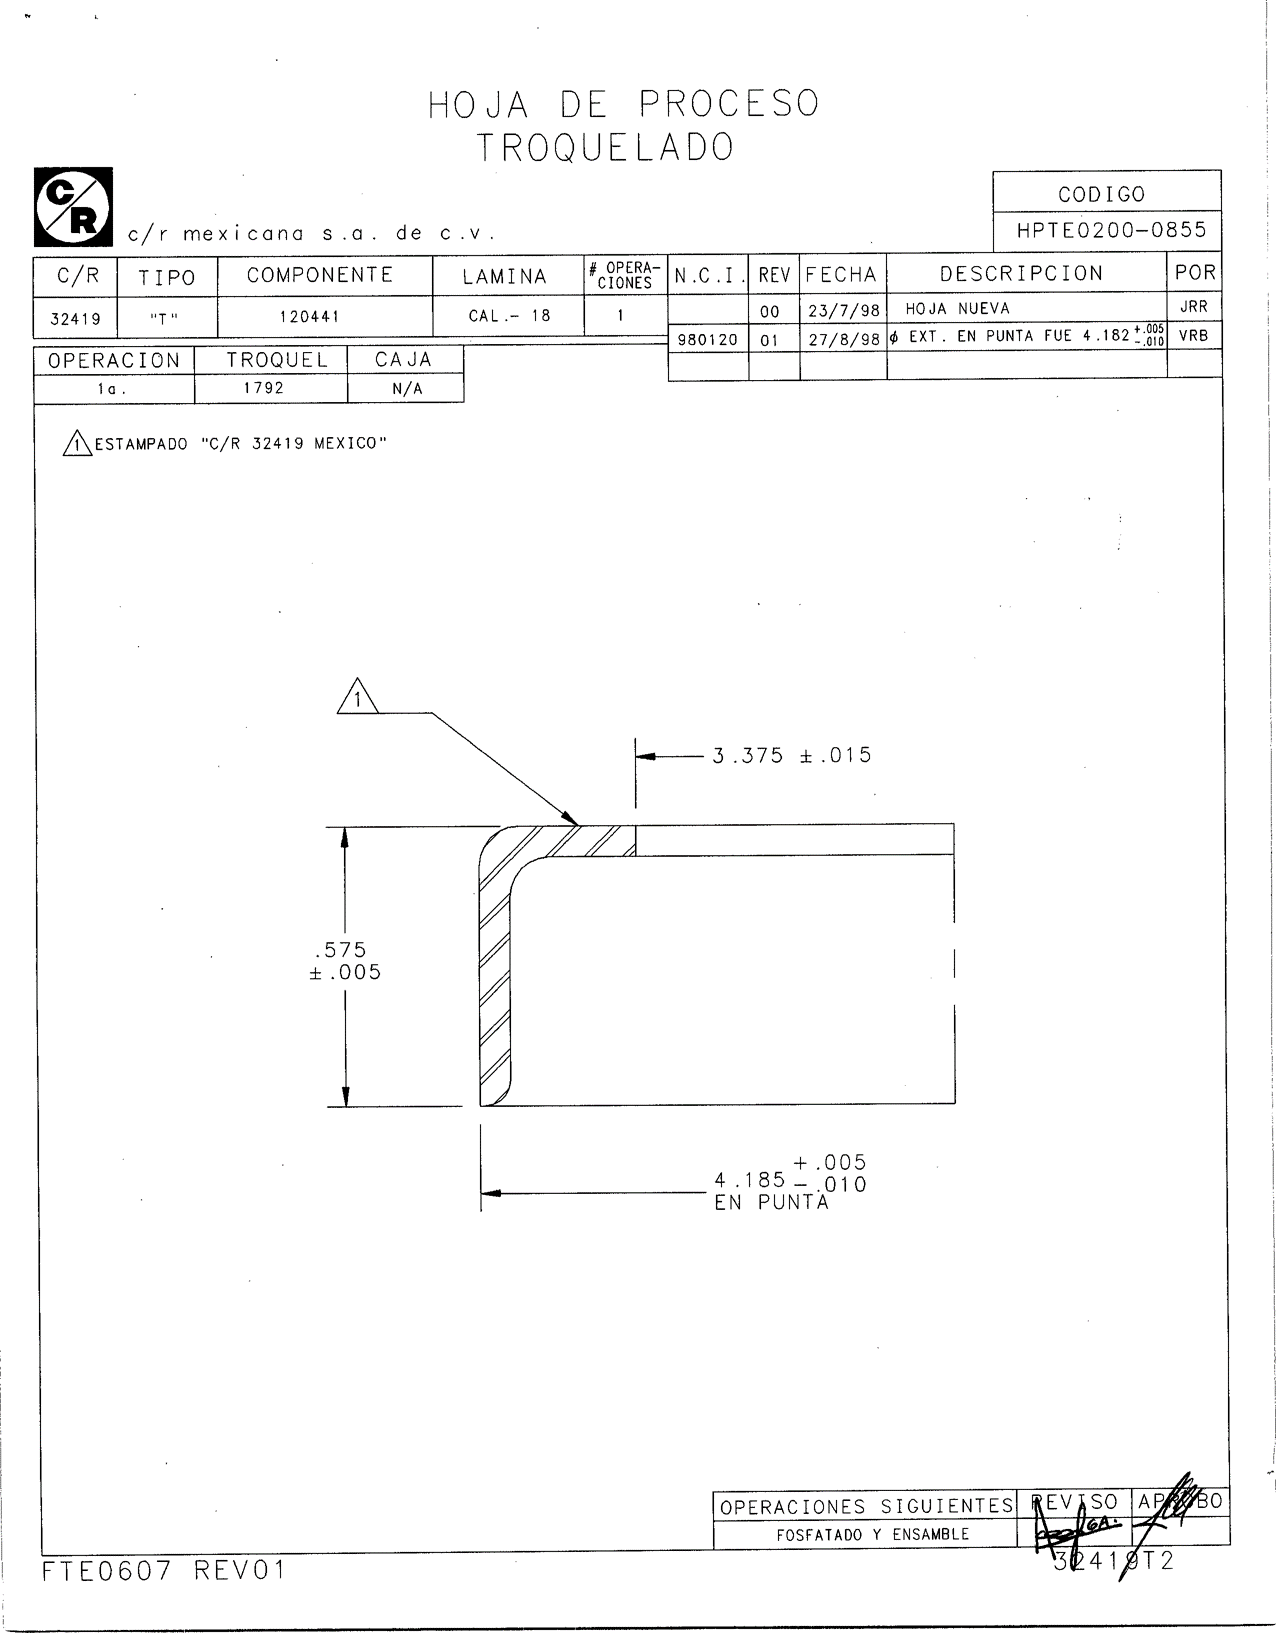 HOJA DE PROCESO
TROQUELADO
C/R
c/r mexicana s.a. de c.v.
CODIGO
HPTE0200-0855
C/R TIPO COMPONENTE LAMINA # OPERA-CIONES N.C.I. REV FECHA DESCRIPCION POR
32419 "T" 120441 CAL.- 18 1
00 23/7/98 HOJA NUEVA JRR
980120 01 27/8/98 ϕ EXT. EN PUNTA FUE 4.182 +.005 -.010 VRB
OPERACION TROQUEL CAJA
1a. 1792 N/A
1 ESTAMPADO "C/R 32419 MEXICO"
1
3.375 ±.015
.575
±.005
4.185 +.005 -.010
EN PUNTA
OPERACIONES SIGUIENTES REVISO APROBO
FOSFATADO Y ENSAMBLE
GA.
FTE0607 REV01
32419T2